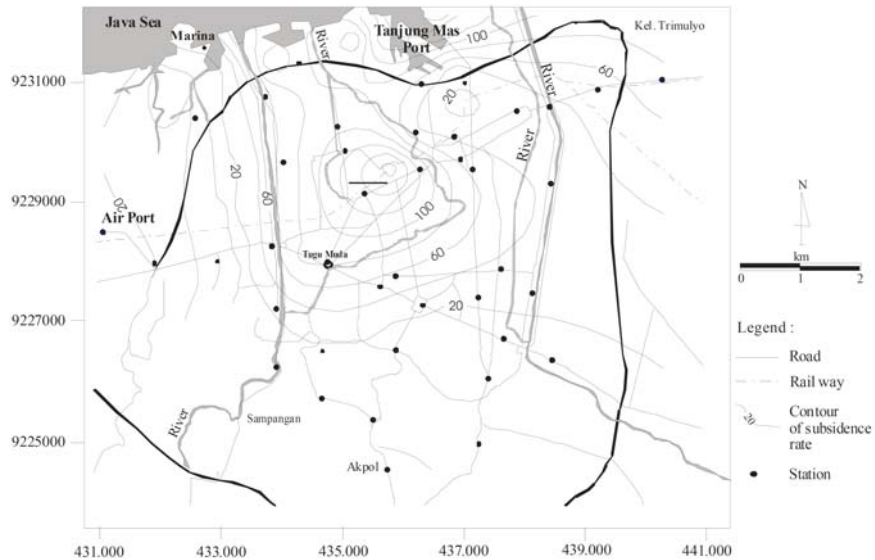 Java Sea
Marina
River
Tanjung Mas
Port
100
Kel. Trimulyo
9231000
20
River
60
River
20
60
9229000
20
Air Port
100
Tugu Muda
60
N
km
0 1 2
9227000
20
Legend :
Road
Rail way
20
Contour
of subsidence
rate
Station
River
Sampangan
9225000
Akpol
431.000 433.000 435.000 437.000 439.000 441.000